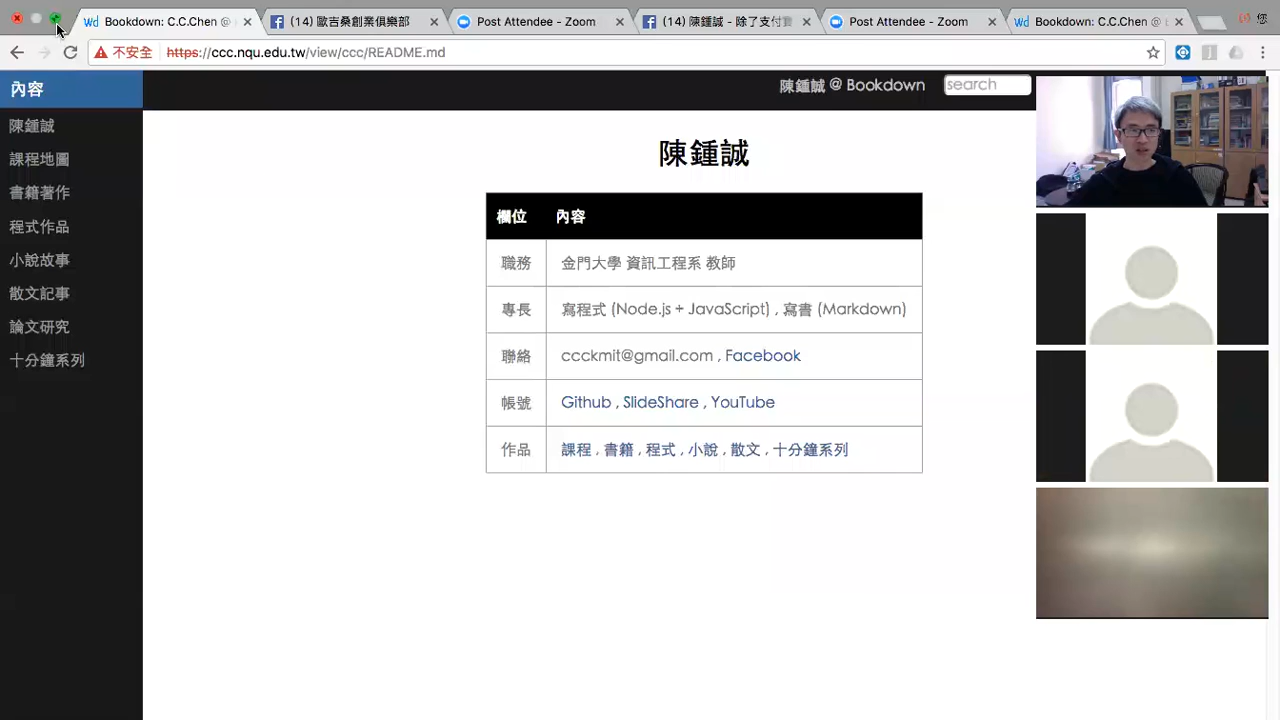 Bookdown: C.C.Chen @
(14) 歐吉桑創業俱樂部
Post Attendee - Zoom
(14) 陳鍾誠 - 除了支付寶
Post Attendee - Zoom
Bookdown: C.C.Chen @
您
不安全 https://ccc.nqu.edu.tw/view/ccc/README.md
內容
陳鍾誠 @ Bookdown
search
陳鍾誠
課程地圖
書籍著作
程式作品
小說故事
散文記事
論文研究
十分鐘系列
陳鍾誠
欄位 內容
職務 金門大學 資訊工程系 教師
專長 寫程式 (Node.js + JavaScript) , 寫書 (Markdown)
聯絡 ccckmit@gmail.com , Facebook
帳號 Github , SlideShare , YouTube
作品 課程 , 書籍 , 程式 , 小說 , 散文 , 十分鐘系列